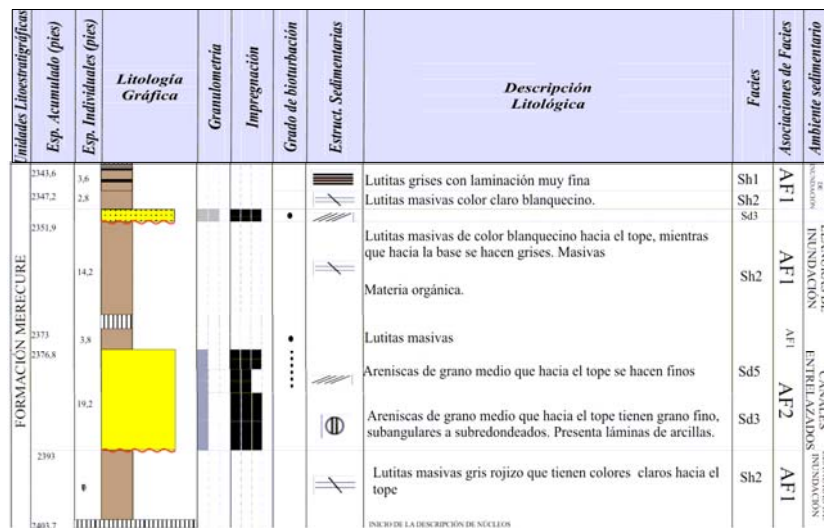 Unidades Litoestratigráficas
Esp. Acumulado (pies)
Esp. Individuales (pies)
Litología
Gráfica
Granulometría
Impregnación
Grado de bioturbación
Estruct. Sedimentarias
Descripción
Litológica
Facies
Asociaciones de Facies
Ambiente sedimentario
FORMACIÓN MERECURE
2343,6
3,6
Lutitas grises con laminación muy fina
Sh1
AF1
DE
INUNDACIÓN
2347,2
2,8
Lutitas masivas color claro blanquecino.
Sh2
Sd3
2351,9
Lutitas masivas de color blanquecino hacia el tope, mientras
que hacia la base se hacen grises. Masivas
14,2
Materia orgánica.
Sh2
AF1
DE
INUNDACIÓN
2373
3,8
Lutitas masivas
AF1
2376,8
Areniscas de grano medio que hacia el tope se hacen finos
Sd5
AF2
CANALES
ENTRELAZADOS
19,2
Areniscas de grano medio que hacia el tope tienen grano fino,
subangulares a subredondeados. Presenta láminas de arcillas.
Sd3
2393
Lutitas masivas gris rojizo que tienen colores claros hacia el
tope
Sh2
AF1
INUNDACIÓN
INICIO DE LA DESCRIPCIÓN DE NÚCLEOS